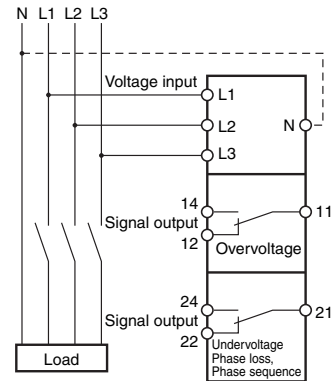 N L1 L2 L3
Voltage input
L1
L2
N
L3
14
11
Signal output
12
Overvoltage
24
21
Signal output
22
Undervoltage
Phase loss,
Phase sequence
Load